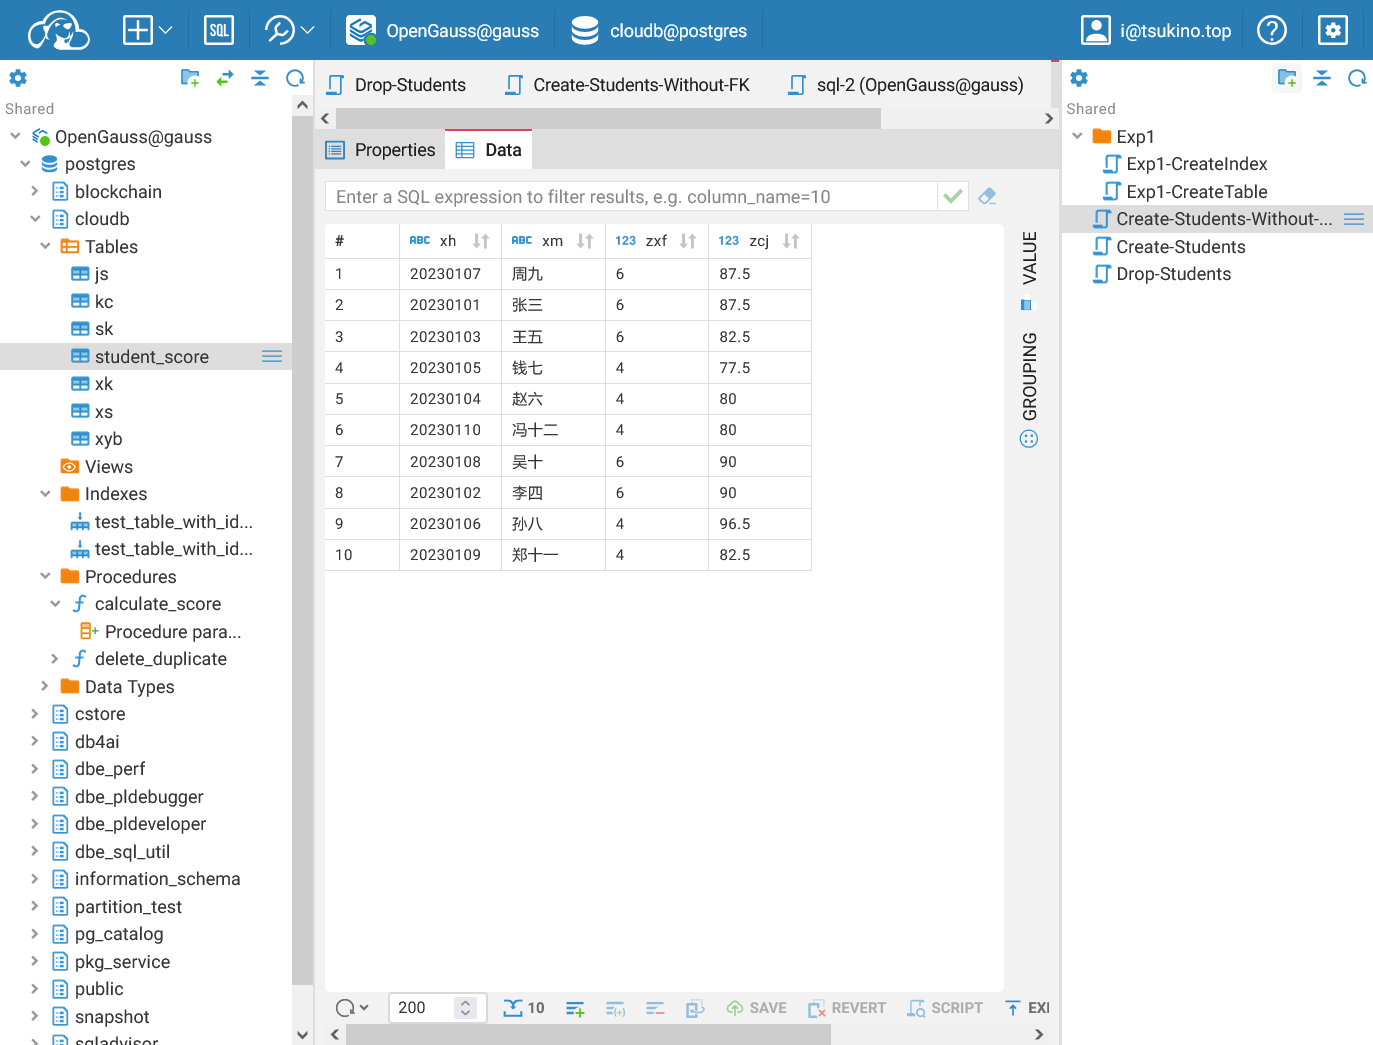 SQL OpenGauss@gauss cloudb@postgres i@tsukino.top
Shared
OpenGauss@gauss
postgres
blockchain
cloudb
Tables
js
kc
sk
student_score
xk
xs
xyb
Views
Indexes
test_table_with_id...
test_table_with_id...
Procedures
calculate_score
Procedure para...
delete_duplicate
Data Types
cstore
db4ai
dbe_perf
dbe_pldebugger
dbe_pldeveloper
dbe_sql_util
information_schema
partition_test
pg_catalog
pkg_service
public
snapshot
sqladvisor
Drop-Students Create-Students-Without-FK sql-2 (OpenGauss@gauss)
Properties Data
Enter a SQL expression to filter results, e.g. column_name=10
# ABC xh ABC xm 123 zxf 123 zcj
1 20230107 周九 6 87.5
2 20230101 张三 6 87.5
3 20230103 王五 6 82.5
4 20230105 钱七 4 77.5
5 20230104 赵六 4 80
6 20230110 冯十二 4 80
7 20230108 吴十 6 90
8 20230102 李四 6 90
9 20230106 孙八 4 96.5
10 20230109 郑十一 4 82.5
VALUE
GROUPING
200 10 SAVE REVERT SCRIPT EXI
Shared
Exp1
Exp1-CreateIndex
Exp1-CreateTable
Create-Students-Without-...
Create-Students
Drop-Students